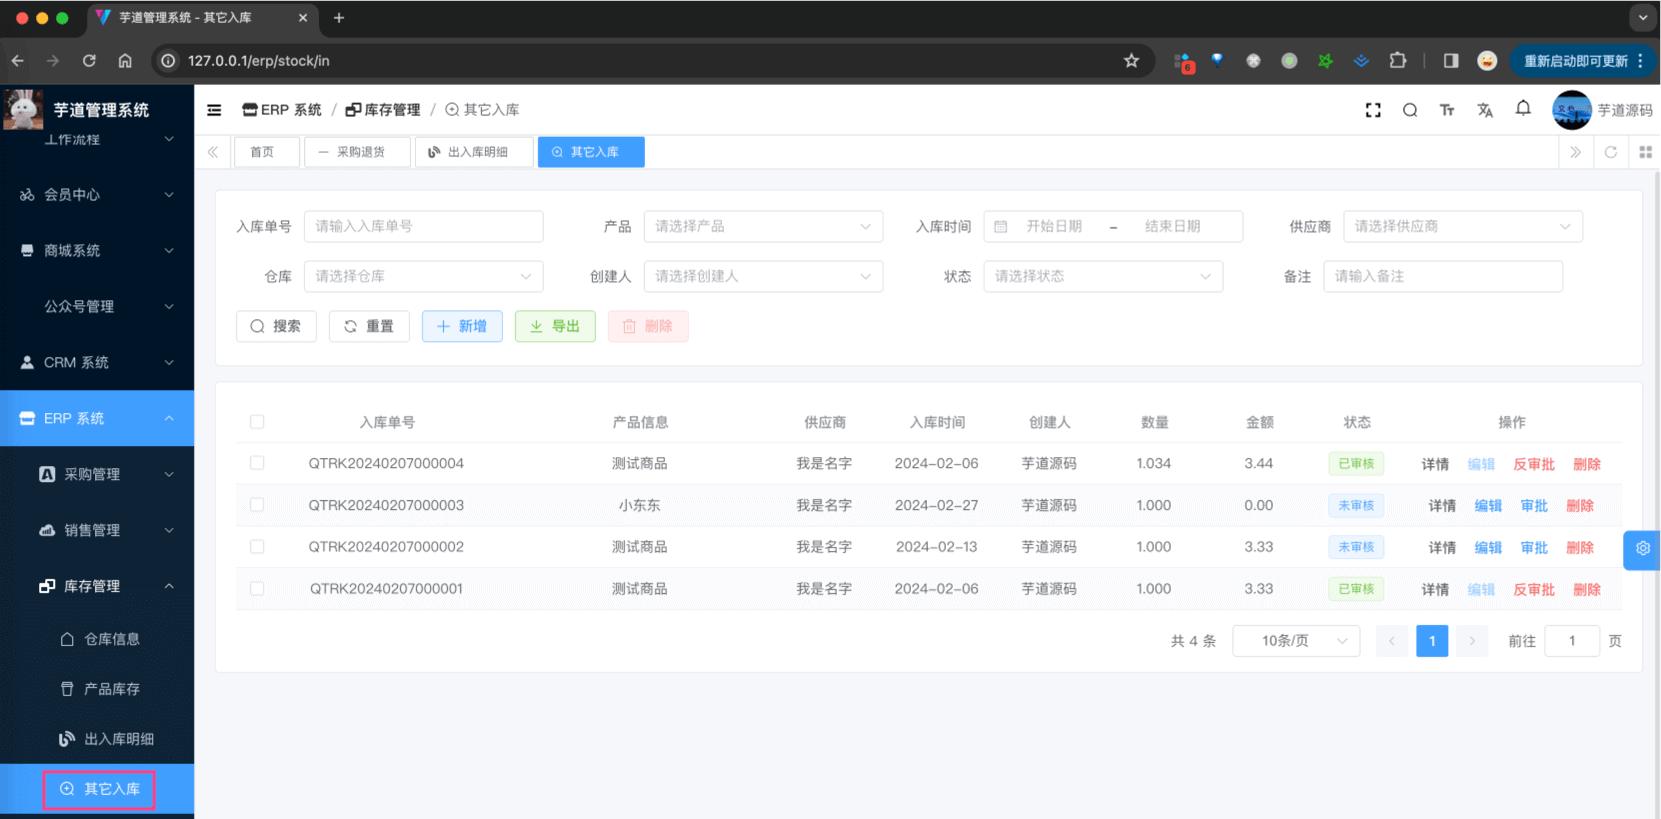 芋道管理系统 - 其它入库
127.0.0.1/erp/stock/in
6
重新启动即可更新
芋道管理系统
ERP 系统 / 库存管理 / 其它入库
芋道源码
首页 采购退货 出入库明细 其它入库
工作流程
会员中心
商城系统
公众号管理
CRM 系统
ERP 系统
采购管理
销售管理
库存管理
仓库信息
产品库存
出入库明细
其它入库
入库单号 请输入入库单号 产品 请选择产品 入库时间 开始日期 - 结束日期 供应商 请选择供应商
仓库 请选择仓库 创建人 请选择创建人 状态 请选择状态 备注 请输入备注
搜索 重置 新增 导出 删除
入库单号 产品信息 供应商 入库时间 创建人 数量 金额 状态 操作
QTRK20240207000004 测试商品 我是名字 2024-02-06 芋道源码 1.034 3.44 已审核 详情 编辑 反审批 删除
QTRK20240207000003 小东东 我是名字 2024-02-27 芋道源码 1.000 0.00 未审核 详情 编辑 审批 删除
QTRK20240207000002 测试商品 我是名字 2024-02-13 芋道源码 1.000 3.33 未审核 详情 编辑 审批 删除
QTRK20240207000001 测试商品 我是名字 2024-02-06 芋道源码 1.000 3.33 已审核 详情 编辑 反审批 删除
共 4 条 10条/页 1 前往 1 页